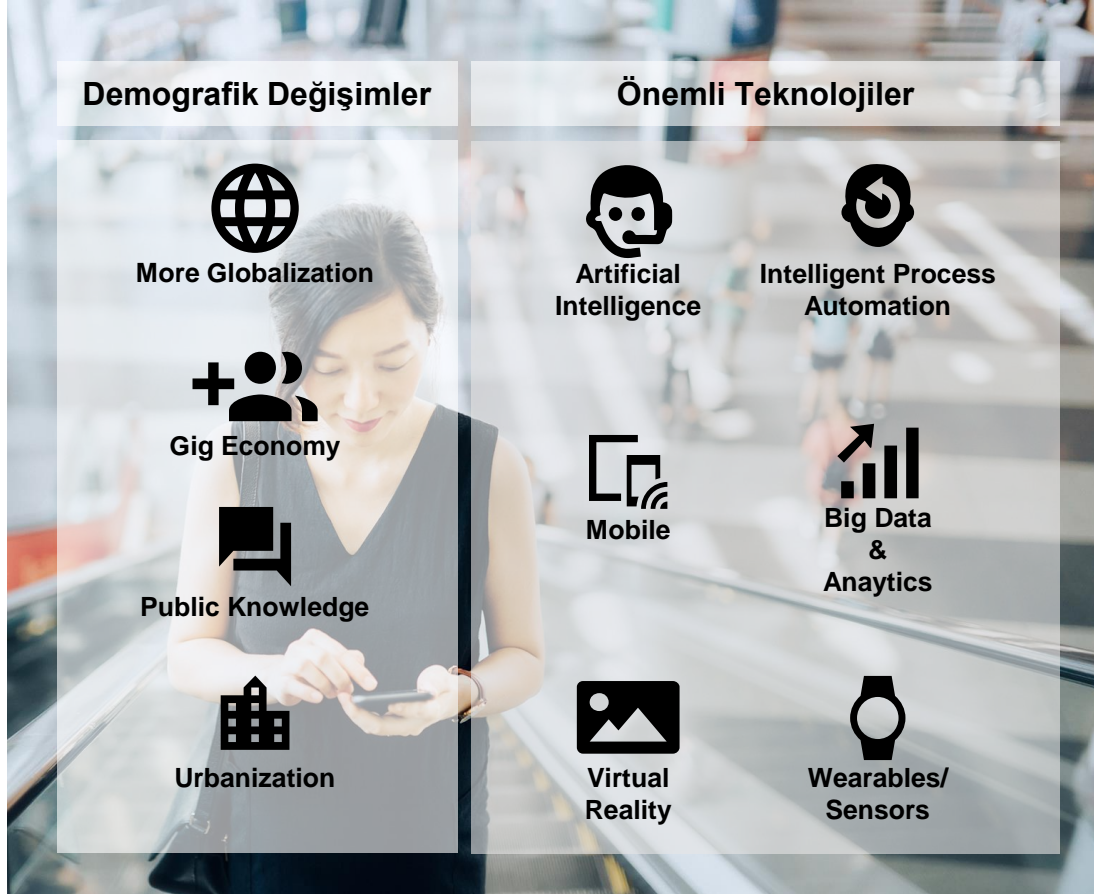 Demografik Değişimler
Önemli Teknolojiler
More Globalization
Gig Economy
Public Knowledge
Urbanization
Artificial
Intelligence
Intelligent Process
Automation
Mobile
Big Data
&
Anaytics
Virtual
Reality
Wearables/
Sensors